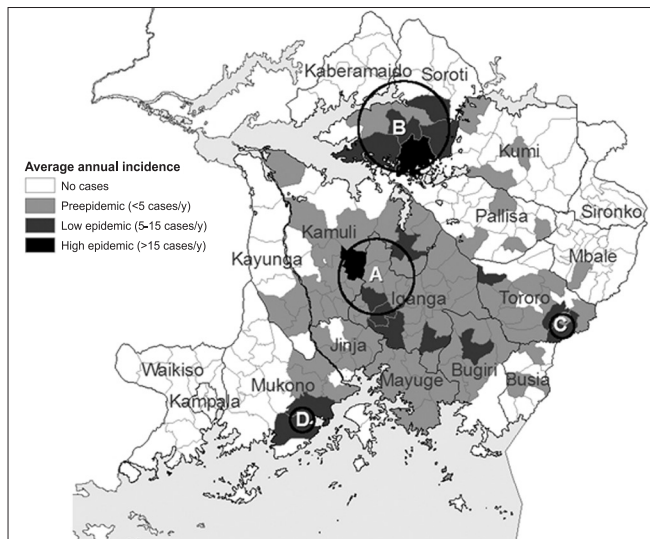 Kaberamaido
Soroti
B
Kumi
Average annual incidence
No cases
Preepidemic (<5 cases/y)
Low epidemic (5-15 cases/y)
High epidemic (>15 cases/y)
Pallisa
Sironko
Kamuli
Mbale
Kayunga
A
Iganga
Tororo
C
Jinja
Waikiso
Mukono
Mayuge
Bugiri
Busia
Kampala
D